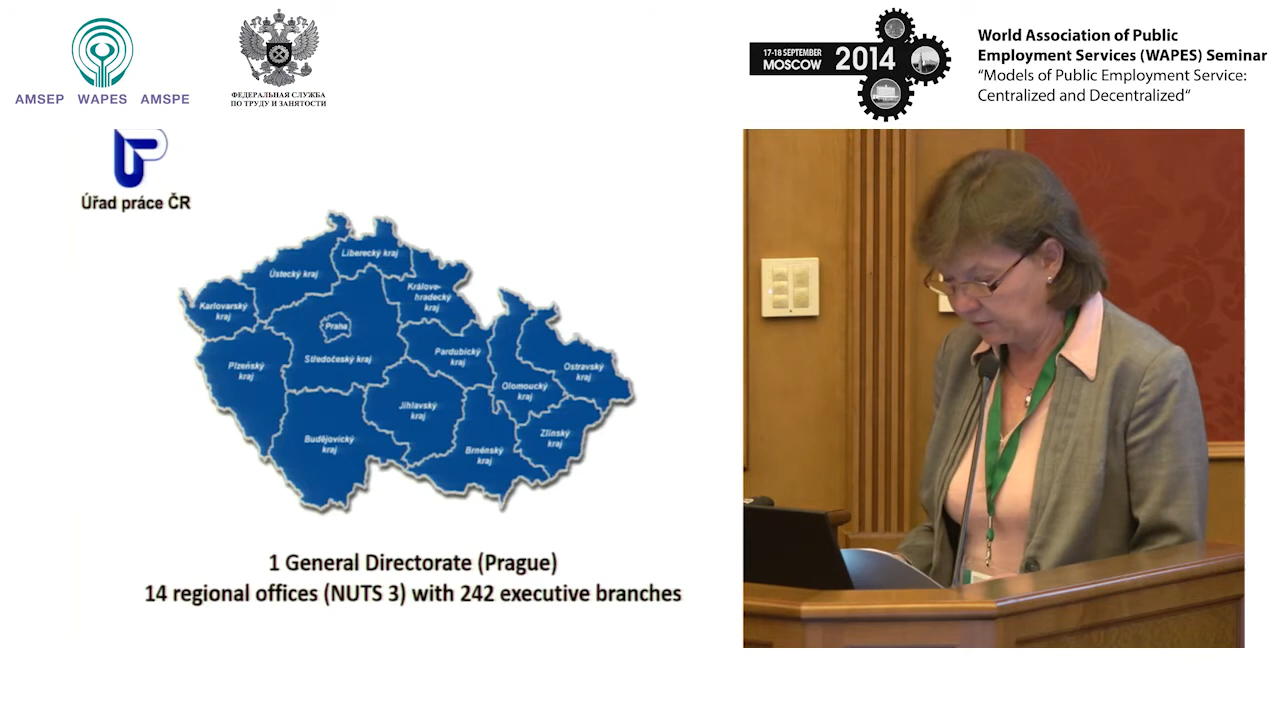 AMSEP WAPES AMSPE
ФЕДЕРАЛЬНАЯ СЛУЖБА
ПО ТРУДУ И ЗАНЯТОСТИ
17-18 SEPTEMBER
MOSCOW
2014
World Association of Public
Employment Services (WAPES) Seminar
“Models of Public Employment Service:
Centralized and Decentralized“
Úřad práce ČR
Liberecký kraj
Ústecký kraj
Králove-
hradecký
kraj
Karlovarský
kraj
Praha
Středočeský kraj
Pardubický
kraj
Plzeňský
kraj
Ostravský
kraj
Olomoucký
kraj
Jihlavský
kraj
Budějovický
kraj
Brněnský
kraj
Zlínský
kraj
1 General Directorate (Prague)
14 regional offices (NUTS 3) with 242 executive branches